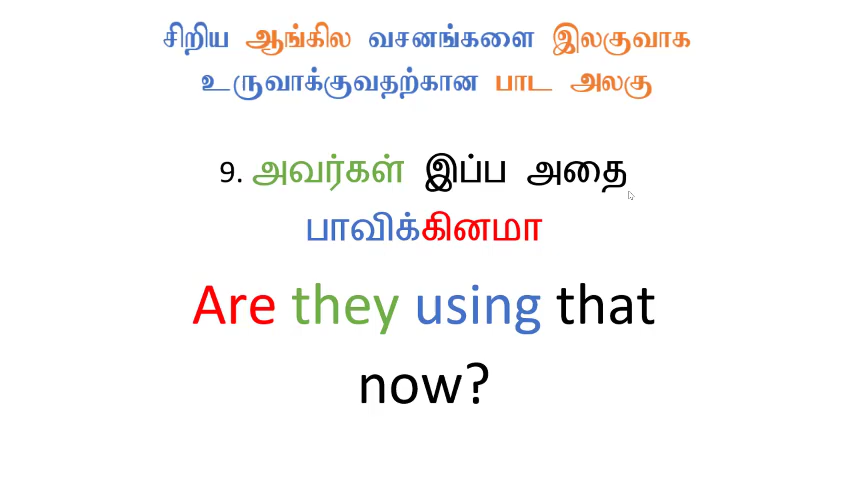 சிறிய ஆங்கில வசனங்களை இலகுவாக
உருவாக்குவதற்கான பாட அலகு
9. அவர்கள் இப்ப அதை
பாவிக்கினமா
Are they using that
now?